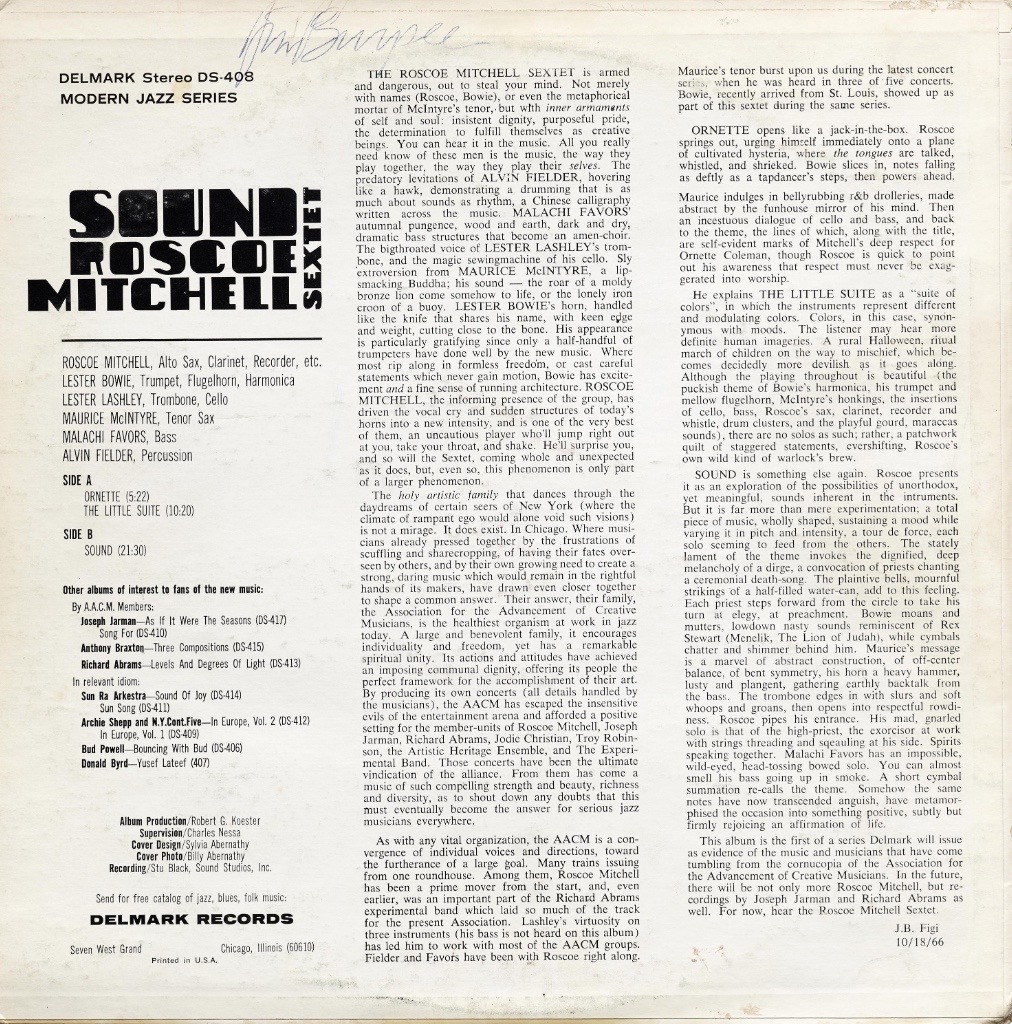 Jim Burpee
DELMARK Stereo DS-408
MODERN JAZZ SERIES
SOUND
ROSCOE
MITCHELL
SEXTET
ROSCOE MITCHELL, Alto Sax, Clarinet, Recorder, etc.
LESTER BOWIE, Trumpet, Flugelhorn, Harmonica
LESTER LASHLEY, Trombone, Cello
MAURICE McINTYRE, Tenor Sax
MALACHI FAVORS, Bass
ALVIN FIELDER, Percussion
SIDE A
ORNETTE (5:22)
THE LITTLE SUITE (10:20)
SIDE B
SOUND (21:30)
Other albums of interest to fans of the new music:
By A.A.C.M. Members:
Joseph Jarman—As If It Were The Seasons (DS-417)
Song For (DS-410)
Anthony Braxton—Three Compositions (DS-415)
Richard Abrams—Levels And Degrees Of Light (DS-413)
In relevant idiom:
Sun Ra Arkestra—Sound Of Joy (DS-414)
Sun Song (DS-411)
Archie Shepp and N.Y.Cont.Five—In Europe, Vol. 2 (DS-412)
In Europe, Vol. 1 (DS-409)
Bud Powell—Bouncing With Bud (DS-406)
Donald Byrd—Yusef Lateef (407)
Album Production/Robert G. Koester
Supervision/Charles Nessa
Cover Design/Sylvia Abernathy
Cover Photo/Billy Abernathy
Recording/Stu Black, Sound Studios, Inc.
Send for free catalog of jazz, blues, folk music:
DELMARK RECORDS
Seven West Grand Chicago, Illinois (60610)
Printed in U.S.A.
THE ROSCOE MITCHELL SEXTET is armed
and dangerous, out to steal your mind. Not merely
with names (Roscoe, Bowie), or even the metaphorical
mortar of McIntyre's tenor, but with inner armaments
of self and soul: insistent dignity, purposeful pride,
the determination to fulfill themselves as creative
beings. You can hear it in the music. All you really
need know of these men is the music, the way they
play together, the way they play their selves. The
predatory levitations of ALVIN FIELDER, hovering
like a hawk, demonstrating a drumming that is as
much about sounds as rhythm, a Chinese calligraphy
written across the music. MALACHI FAVORS'
autumnal pungence, wood and earth, dark and dry,
dramatic bass structures that become an amen-choir.
The bigthroated voice of LESTER LASHLEY's trom-
bone, and the magic sewingmachine of his cello. Sly
extroversion from MAURICE McINTYRE, a lip-
smacking Buddha; his sound — the roar of a moldy
bronze lion come somehow to life, or the lonely iron
croon of a buoy. LESTER BOWIE's horn, handled
like the knife that shares his name, with keen edge
and weight, cutting close to the bone. His appearance
is particularly gratifying since only a half-handful of
trumpeters have done well by the new music. Where
most rip along in formless freedom, or cast careful
statements which never gain motion, Bowie has excite-
ment and a fine sense of running architecture. ROSCOE
MITCHELL, the informing presence of the group, has
driven the vocal cry and sudden structures of today's
horns into a new intensity, and is one of the very best
of them, an uncautious player who'll jump right out
at you, take your throat, and shake. He'll surprise you,
and so will the Sextet, coming whole and unexpected
as it does, but, even so, this phenomenon is only part
of a larger phenomenon.
The holy artistic family that dances through the
daydreams of certain seers of New York (where the
climate of rampant ego would alone void such visions)
is not a mirage. It does exist. In Chicago. Where musi-
cians already pressed together by the frustrations of
scuffling and sharecropping, of having their fates over-
seen by others, and by their own growing need to create a
strong, daring music which would remain in the rightful
hands of its makers, have drawn even closer together
to shape a common answer. Their answer, their family,
the Association for the Advancement of Creative
Musicians, is the healthiest organism at work in jazz
today. A large and benevolent family, it encourages
individuality and freedom, yet has a remarkable
spiritual unity. Its actions and attitudes have achieved
an imposing communal dignity, offering its people the
perfect framework for the accomplishment of their art.
By producing its own concerts (all details handled by
the musicians), the AACM has escaped the insensitive
evils of the entertainment arena and afforded a positive
setting for the member-units of Roscoe Mitchell, Joseph
Jarman, Richard Abrams, Jodie Christian, Troy Robin-
son, the Artistic Heritage Ensemble, and The Experi-
mental Band. Those concerts have been the ultimate
vindication of the alliance. From them has come a
music of such compelling strength and beauty, richness
and diversity, as to shout down any doubts that this
must eventually become the answer for serious jazz
musicians everywhere.
As with any vital organization, the AACM is a con-
vergence of individual voices and directions, toward
the furtherance of a large goal. Many trains issuing
from one roundhouse. Among them, Roscoe Mitchell
has been a prime mover from the start, and, even
earlier, was an important part of the Richard Abrams
experimental band which laid so much of the track
for the present Association. Lashley's virtuosity on
three instruments (his bass is not heard on this album)
has led him to work with most of the AACM groups.
Fielder and Favors have been with Roscoe right along.
Maurice's tenor burst upon us during the latest concert
series, when he was heard in three of five concerts.
Bowie, recently arrived from St. Louis, showed up as
part of this sextet during the same series.
ORNETTE opens like a jack-in-the-box. Roscoe
springs out, urging himself immediately onto a plane
of cultivated hysteria, where the tongues are talked,
whistled, and shrieked. Bowie slices in, notes falling
as deftly as a tapdancer's steps, then powers ahead.
Maurice indulges in bellyrubbing r&b drolleries, made
abstract by the funhouse mirror of his mind. Then
an incestuous dialogue of cello and bass, and back
to the theme, the lines of which, along with the title,
are self-evident marks of Mitchell's deep respect for
Ornette Coleman, though Roscoe is quick to point
out his awareness that respect must never be exag-
gerated into worship.
He explains THE LITTLE SUITE as a "suite of
colors", in which the instruments represent different
and modulating colors. Colors, in this case, synon-
ymous with moods. The listener may hear more
definite human imageries. A rural Halloween, ritual
march of children on the way to mischief, which be-
comes decidedly more devilish as it goes along.
Although the playing throughout is beautiful (the
puckish theme of Bowie's harmonica, his trumpet and
mellow flugelhorn, McIntyre's honkings, the insertions
of cello, bass, Roscoe's sax, clarinet, recorder and
whistle, drum clusters, and the playful gourd, maraccas
sounds), there are no solos as such; rather, a patchwork
quilt of staggered statements, evershifting, Roscoe's
own wild kind of warlock's brew.
SOUND is something else again. Roscoe presents
it as an exploration of the possibilities of unorthodox,
yet meaningful, sounds inherent in the intruments.
But it is far more than mere experimentation; a total
piece of music, wholly shaped, sustaining a mood while
varying it in pitch and intensity, a tour de force, each
solo seeming to feed from the others. The stately
lament of the theme invokes the dignified, deep
melancholy of a dirge, a convocation of priests chanting
a ceremonial death-song. The plaintive bells, mournful
strikings of a half-filled water-can, add to this feeling.
Each priest steps forward from the circle to take his
turn at elegy, at preachment. Bowie moans and
mutters, lowdown nasty sounds reminiscent of Rex
Stewart (Menelik, The Lion of Judah), while cymbals
chatter and shimmer behind him. Maurice's message
is a marvel of abstract construction, of off-center
balance, of bent symmetry, his horn a heavy hammer,
lusty and plangent, gathering earthly backtalk from
the bass. The trombone edges in with slurs and soft
whoops and groans, then opens into respectful rowdi-
ness. Roscoe pipes his entrance. His mad, gnarled
solo is that of the high-priest, the exorcisor at work
with strings threading and sqeauling at his side. Spirits
speaking together. Malachi Favors has an impossible,
wild-eyed, head-tossing bowed solo. You can almost
smell his bass going up in smoke. A short cymbal
summation re-calls the theme. Somehow the same
notes have now transcended anguish, have metamor-
phised the occasion into something positive, subtly but
firmly rejoicing an affirmation of life.
This album is the first of a series Delmark will issue
as evidence of the music and musicians that have come
tumbling from the cornucopia of the Association for
the Advancement of Creative Musicians. In the future,
there will be not only more Roscoe Mitchell, but re-
cordings by Joseph Jarman and Richard Abrams as
well. For now, hear the Roscoe Mitchell Sextet.
J.B. Figi
10/18/66